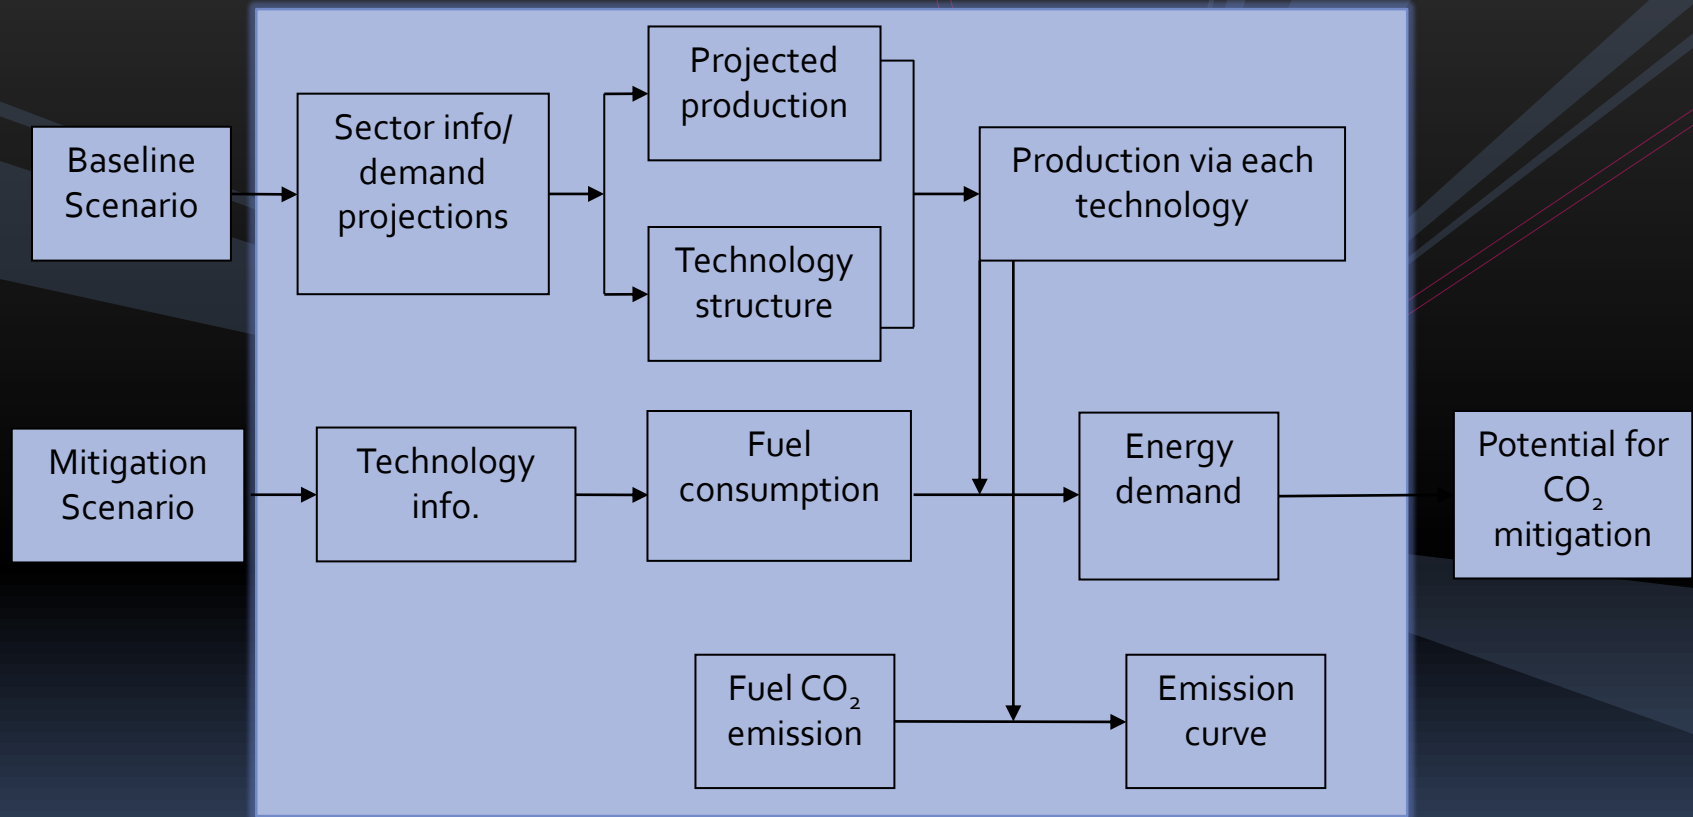 Baseline
Scenario
Sector info/
demand
projections
Projected
production
Technology
structure
Production via each
technology
Mitigation
Scenario
Technology
info.
Fuel
consumption
Energy
demand
Potential for
CO₂
mitigation
Fuel CO₂
emission
Emission
curve